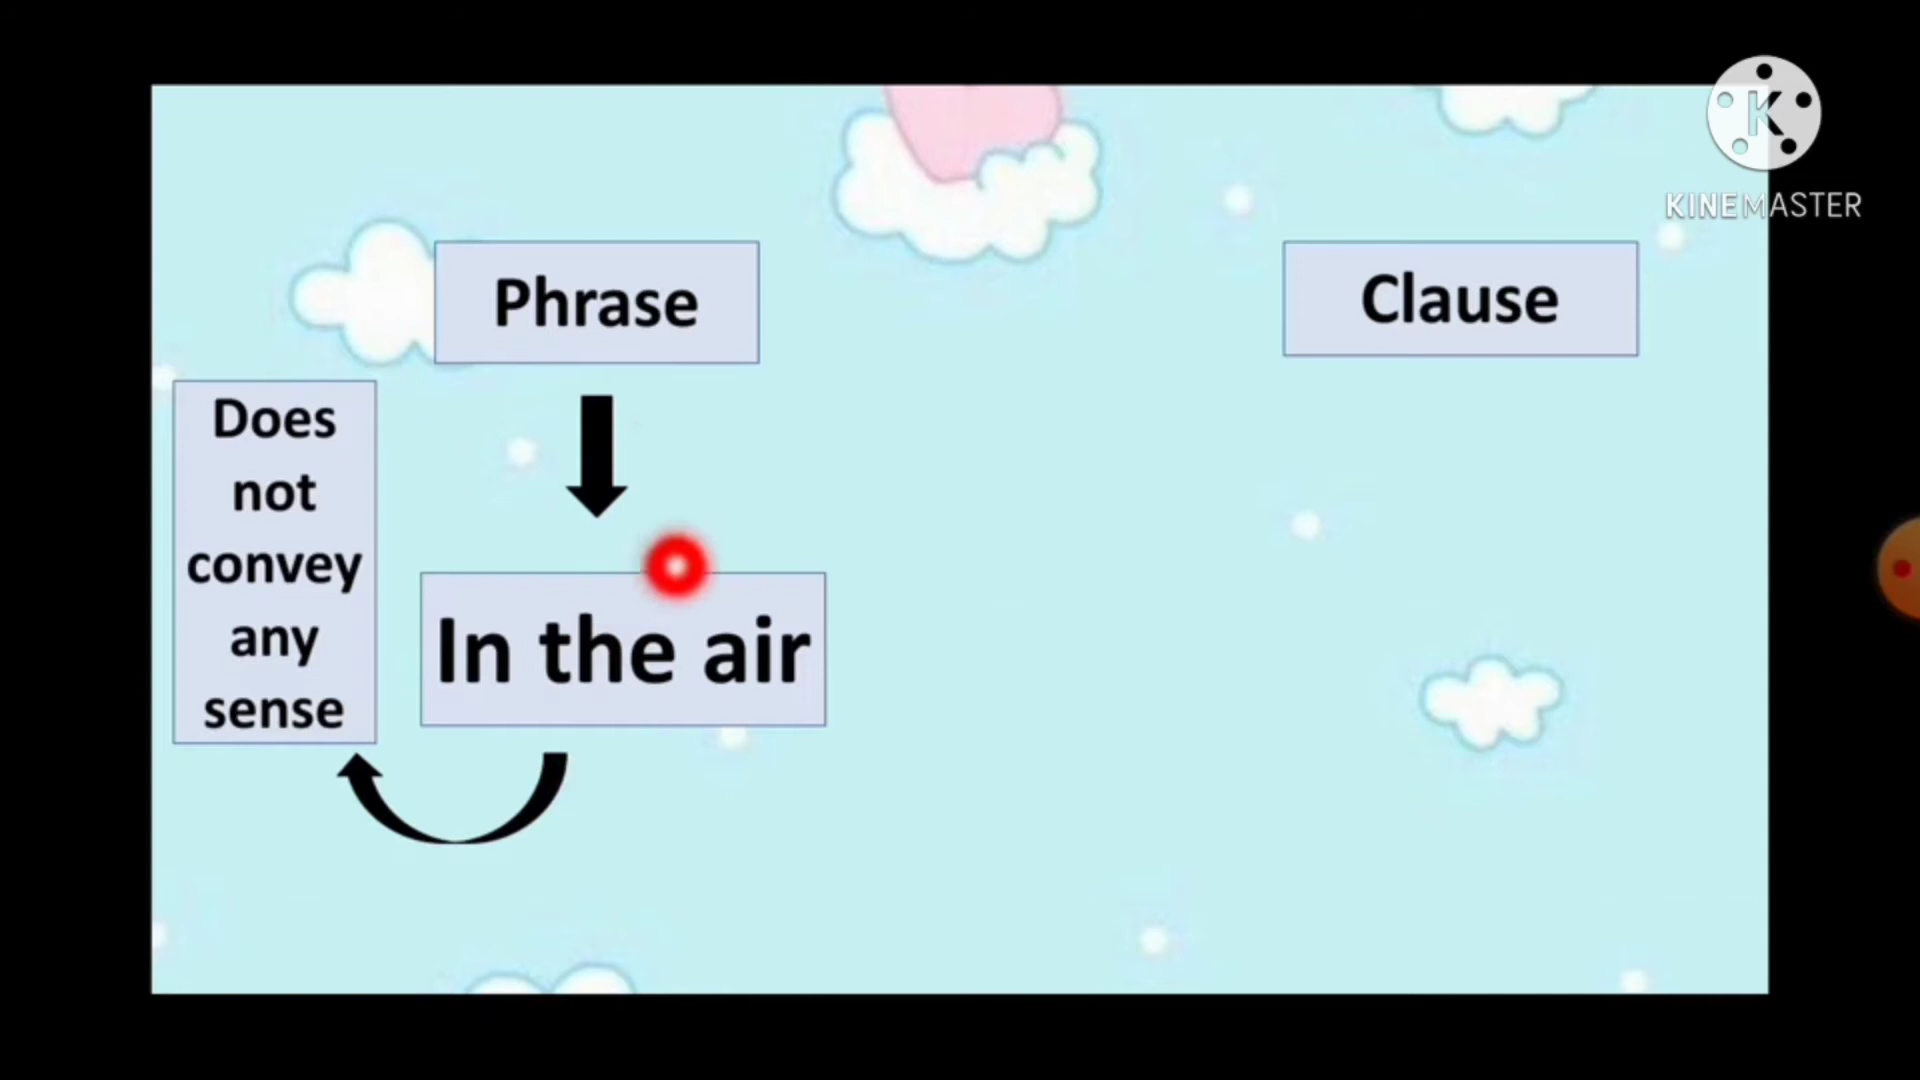 KINEMASTER
Phrase
Clause
Does
not
convey
any
sense
In the air